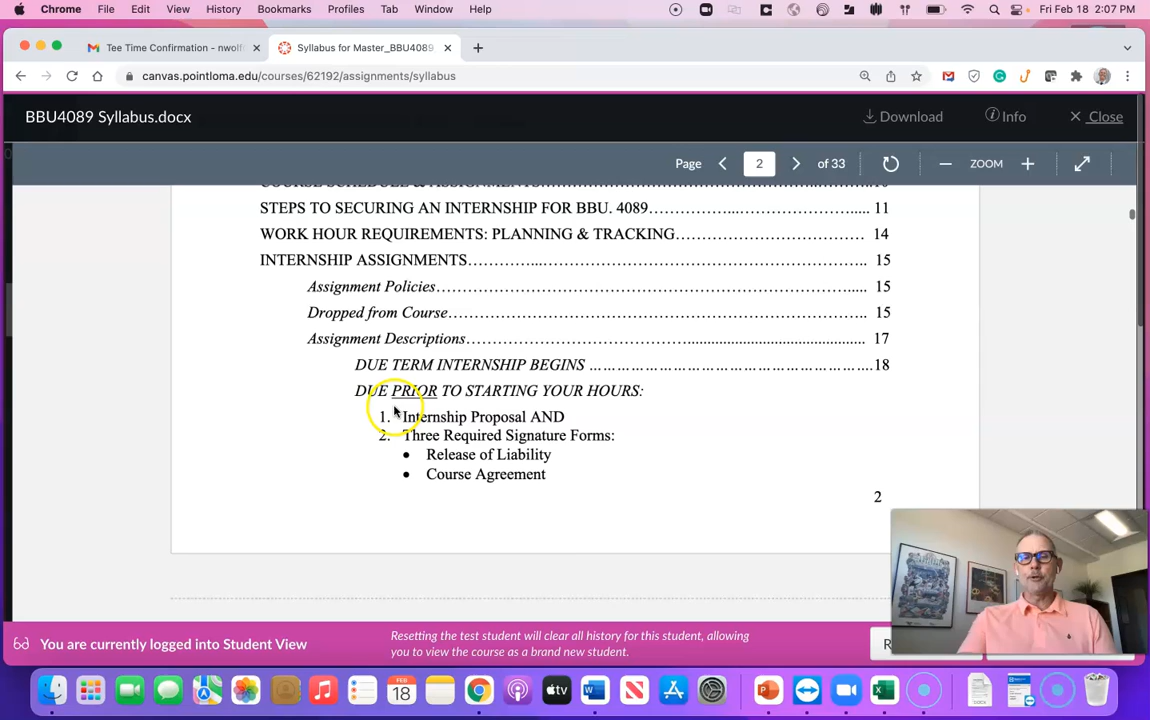 Chrome File Edit View History Bookmarks Profiles Tab Window Help Fri Feb 18 2:07 PM
Tee Time Confirmation - nwolf Syllabus for Master_BBU4089
canvas.pointloma.edu/courses/62192/assignments/syllabus
BBU4089 Syllabus.docx Download Info Close
Page 2 of 33 ZOOM
COURSE SCHEDULE & ASSIGNMENTS
STEPS TO SECURING AN INTERNSHIP FOR BBU. 4089………………...………………….... 11
WORK HOUR REQUIREMENTS: PLANNING & TRACKING………………………… 14
INTERNSHIP ASSIGNMENTS…………...……………………………………………….. 15
Assignment Policies………………………………………………………………...... 15
Dropped from Course………………………………………………………………….. 15
Assignment Descriptions……………………………………................................ 17
DUE TERM INTERNSHIP BEGINS ………………………………………….18
DUE PRIOR TO STARTING YOUR HOURS:
1. Internship Proposal AND
2. Three Required Signature Forms:
• Release of Liability
• Course Agreement
2
You are currently logged into Student View
Resetting the test student will clear all history for this student, allowing
you to view the course as a brand new student.
FEB
18